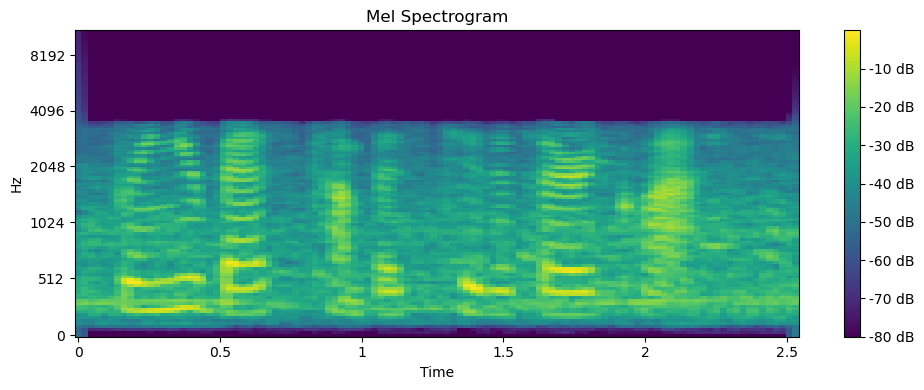 Mel Spectrogram
8192
4096
2048
1024
512
0
Hz
0
0.5
1
1.5
2
2.5
Time
-10 dB
-20 dB
-30 dB
-40 dB
-50 dB
-60 dB
-70 dB
-80 dB